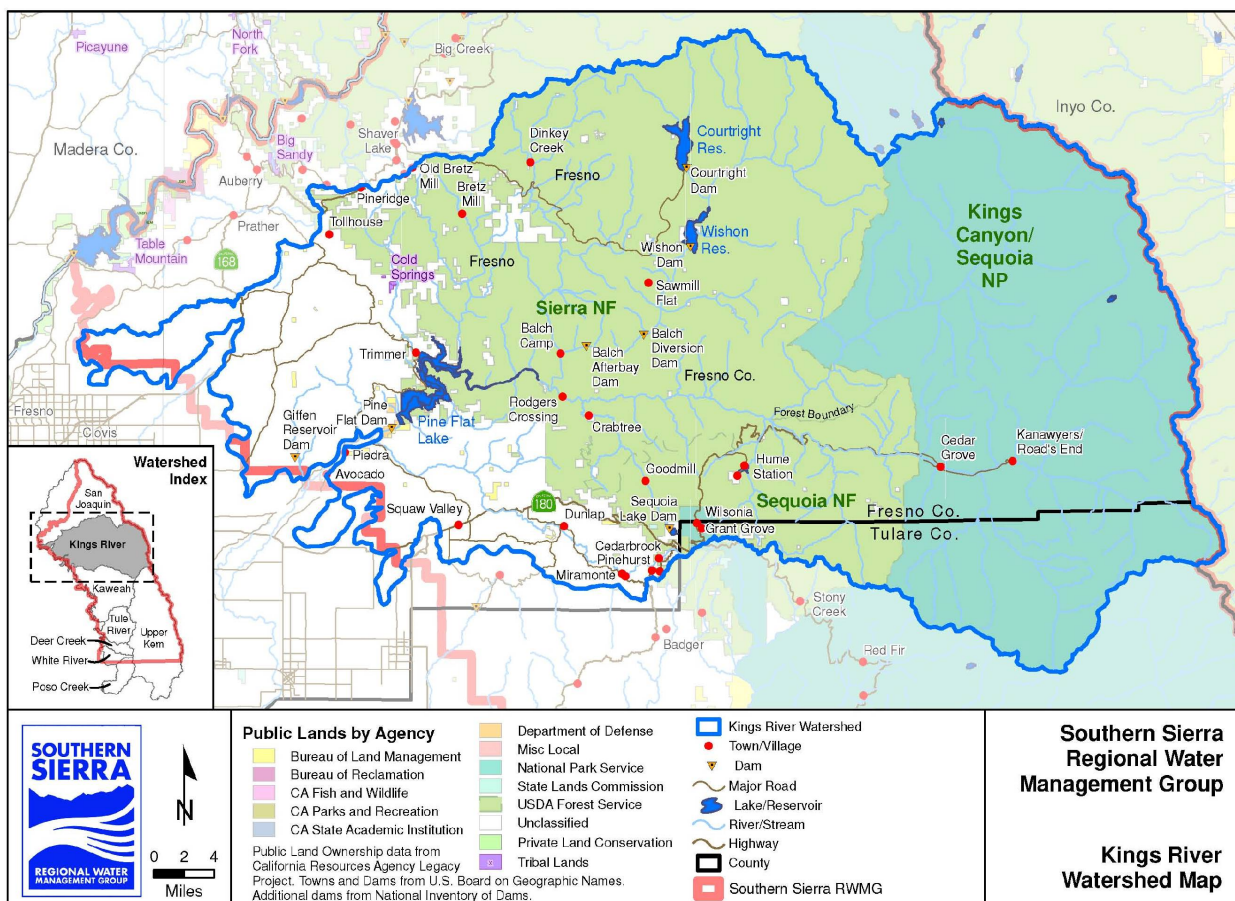 Picayune
North
Fork
Big Creek
Inyo Co.
Madera Co.
Shaver
Lake
Big
Sandy
Auberry
Dinkey
Creek
Courtright
Res.
Old Bretz
Mill
Fresno
Courtright
Dam
Pineridge
Bretz
Mill
Prather
Tollhouse
Kings
Canyon/
Sequoia
NP
Wishon
Res.
Table
Mountain
168
Cold
Springs
Fresno
Wishon
Dam
Sawmill
Flat
Sierra NF
Balch
Camp
Balch
Diversion
Dam
Trimmer
Balch
Afterbay
Dam
Fresno Co.
Fresno
Clovis
Giffen
Reservoir
Dam
Pine
Flat Dam
Pine Flat
Lake
Rodgers
Crossing
Crabtree
Forest Boundary
Cedar
Grove
Kanawyers/
Road's End
Piedra
Avocado
Goodmill
Hume
Station
Squaw Valley
180
Sequoia
Lake Dam
Sequoia NF
Dunlap
Wilsonia
Grant Grove
Fresno Co.
Tulare Co.
Cedarbrook
Pinehurst
Miramonte
Stony
Creek
Badger
Red Fir
Watershed
Index
San
Joaquin
Kings River
Kaweah
Tule
River
Upper
Kern
Deer Creek
White River
Poso Creek
SOUTHERN
SIERRA
REGIONAL WATER
MANAGEMENT GROUP
N
0 2 4
Miles
Public Lands by Agency
Bureau of Land Management
Bureau of Reclamation
CA Fish and Wildlife
CA Parks and Recreation
CA State Academic Institution
Public Land Ownership data from
California Resources Agency Legacy
Project. Towns and Dams from U.S. Board on Geographic Names.
Additional dams from National Inventory of Dams.
Department of Defense
Misc Local
National Park Service
State Lands Commission
USDA Forest Service
Unclassified
Private Land Conservation
Tribal Lands
Kings River Watershed
Town/Village
Dam
Major Road
Lake/Reservoir
River/Stream
Highway
County
Southern Sierra RWMG
Southern Sierra
Regional Water
Management Group
Kings River
Watershed Map